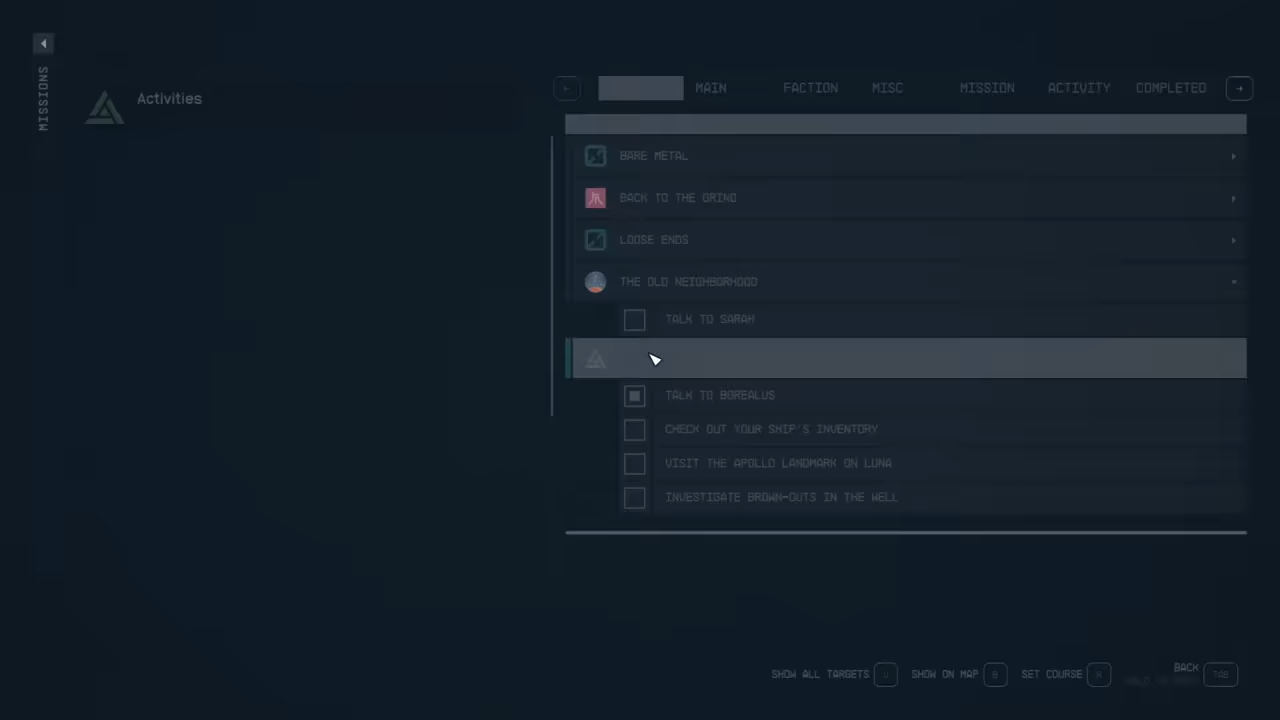 MISSIONS
Activities
MAIN
FACTION
MISC
MISSION
ACTIVITY
COMPLETED
BARE METAL
BACK TO THE GRIND
LOOSE ENDS
THE OLD NEIGHBORHOOD
TALK TO SARAH
TALK TO BOREALUS
CHECK OUT YOUR SHIP'S INVENTORY
VISIT THE APOLLO LANDMARK ON LUNA
INVESTIGATE BROWN-OUTS IN THE WELL
SHOW ALL TARGETS
SHOW ON MAP
SET COURSE
BACK
TAB